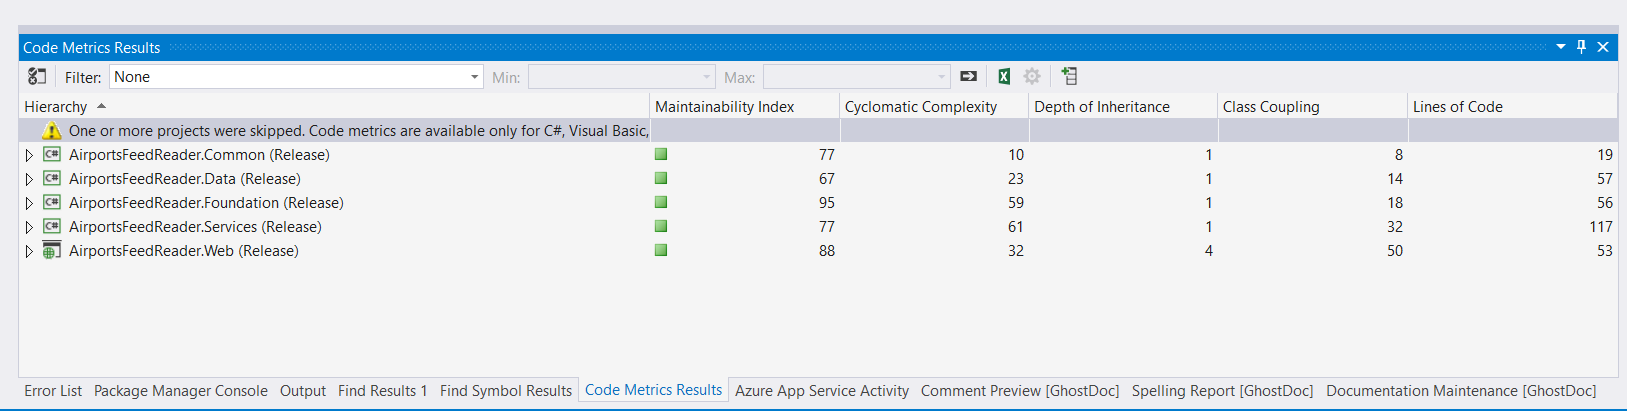 Code Metrics Results
Filter: None Min: Max:
Hierarchy Maintainability Index Cyclomatic Complexity Depth of Inheritance Class Coupling Lines of Code
One or more projects were skipped. Code metrics are available only for C#, Visual Basic,
C# AirportsFeedReader.Common (Release) 77 10 1 8 19
C# AirportsFeedReader.Data (Release) 67 23 1 14 57
C# AirportsFeedReader.Foundation (Release) 95 59 1 18 56
C# AirportsFeedReader.Services (Release) 77 61 1 32 117
AirportsFeedReader.Web (Release) 88 32 4 50 53
Error List Package Manager Console Output Find Results 1 Find Symbol Results Code Metrics Results Azure App Service Activity Comment Preview [GhostDoc] Spelling Report [GhostDoc] Documentation Maintenance [GhostDoc]